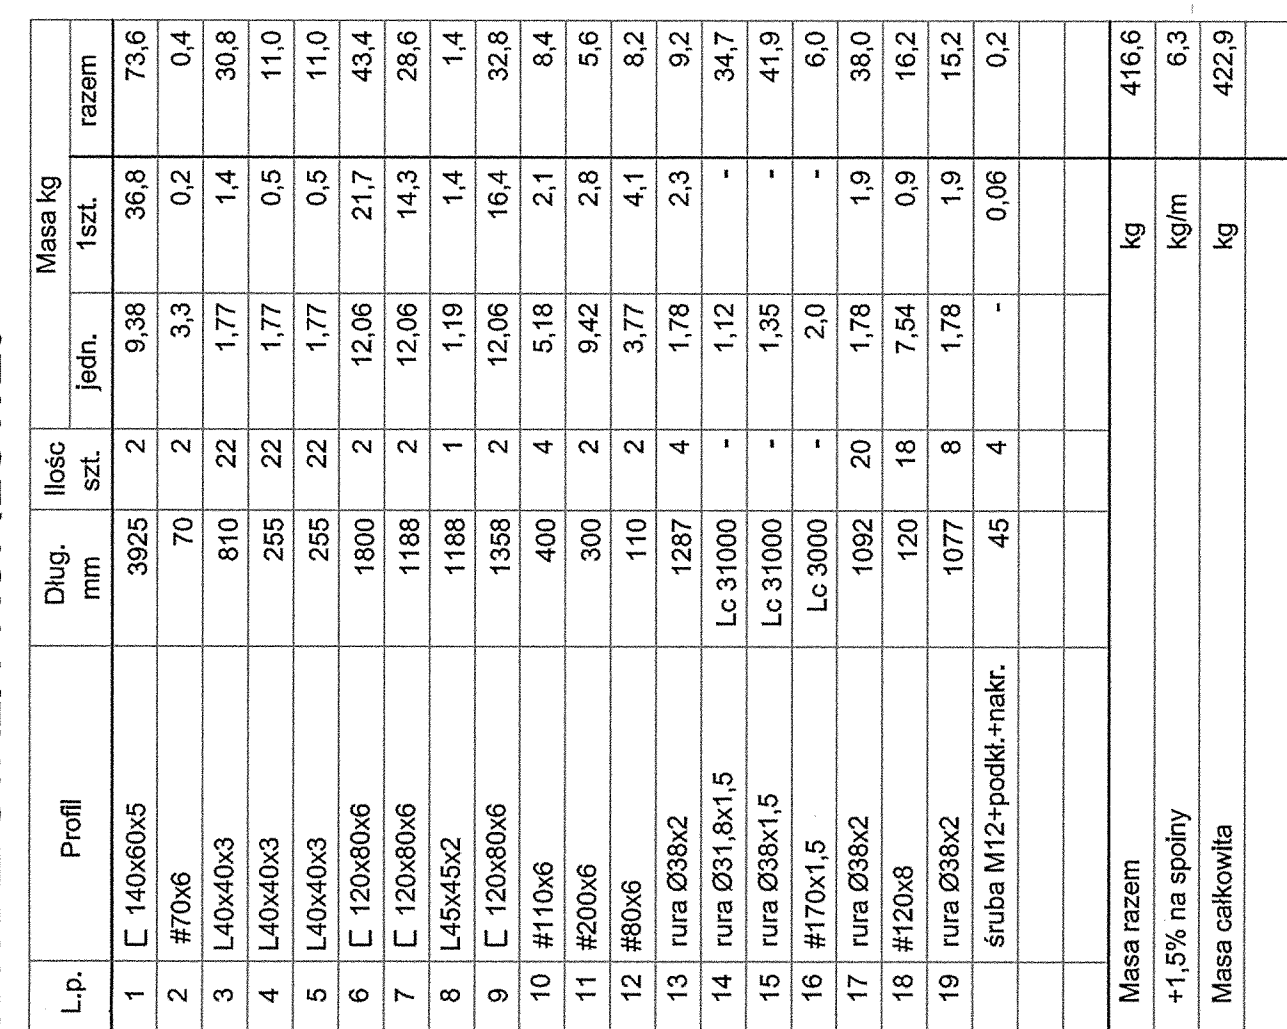 L.p. Profil Dług. mm Ilośc szt. Masa kg
jedn. 1szt. razem
1 ⊏ 140x60x5 3925 2 9,38 36,8 73,6
2 #70x6 70 2 3,3 0,2 0,4
3 L40x40x3 810 22 1,77 1,4 30,8
4 L40x40x3 255 22 1,77 0,5 11,0
5 L40x40x3 255 22 1,77 0,5 11,0
6 ⊏ 120x80x6 1800 2 12,06 21,7 43,4
7 ⊏ 120x80x6 1188 2 12,06 14,3 28,6
8 L45x45x2 1188 1 1,19 1,4 1,4
9 ⊏ 120x80x6 1358 2 12,06 16,4 32,8
10 #110x6 400 4 5,18 2,1 8,4
11 #200x6 300 2 9,42 2,8 5,6
12 #80x6 110 2 3,77 4,1 8,2
13 rura Ø38x2 1287 4 1,78 2,3 9,2
14 rura Ø31,8x1,5 Lc 31000 - 1,12 - 34,7
15 rura Ø38x1,5 Lc 31000 - 1,35 - 41,9
16 #170x1,5 Lc 3000 - 2,0 - 6,0
17 rura Ø38x2 1092 20 1,78 1,9 38,0
18 #120x8 120 18 7,54 0,9 16,2
19 rura Ø38x2 1077 8 1,78 1,9 15,2
śruba M12+podkł.+nakr. 45 4 - 0,06 0,2
Masa razem kg 416,6
+1,5% na spoiny kg/m 6,3
Masa całkowita kg 422,9